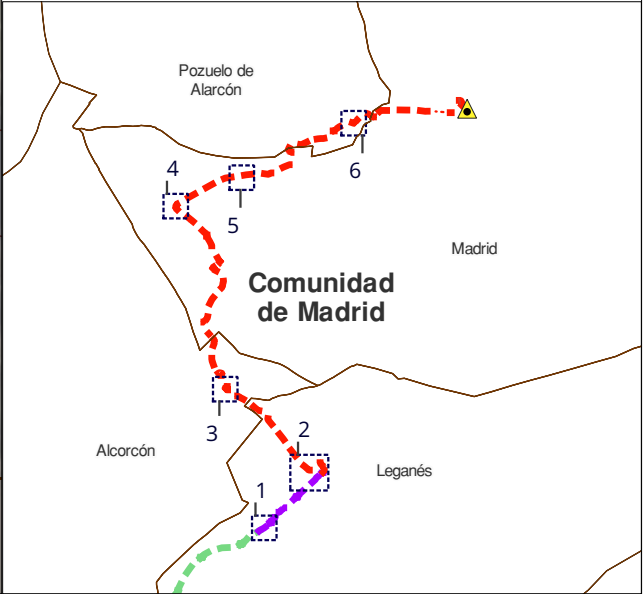 Pozuelo de
Alarcón
4
6
5
Madrid
Comunidad
de Madrid
3
2
Alcorcón
Leganés
1